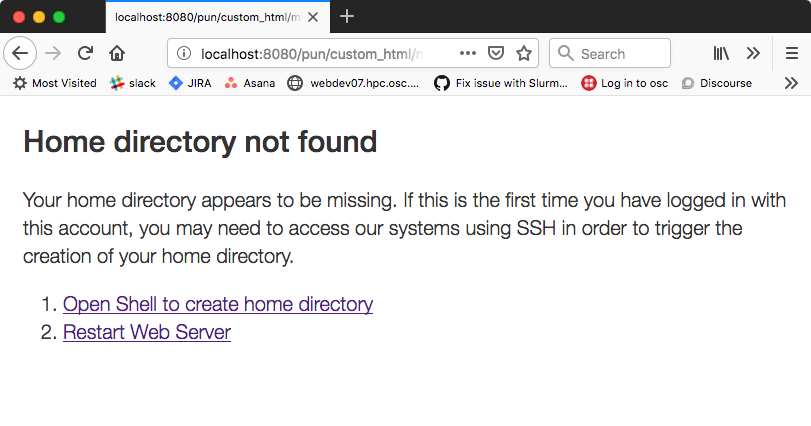 localhost:8080/pun/custom_html/m
localhost:8080/pun/custom_html/
Search
Most Visited
slack
JIRA
Asana
webdev07.hpc.osc....
Fix issue with Slurm...
Log in to osc
Discourse
Home directory not found
Your home directory appears to be missing. If this is the first time you have logged in with
this account, you may need to access our systems using SSH in order to trigger the
creation of your home directory.
1. Open Shell to create home directory
2. Restart Web Server